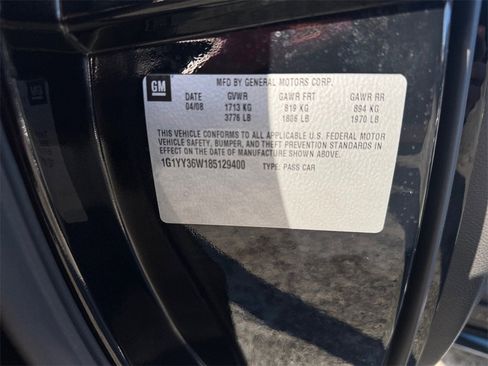 GM
MFD BY GENERAL MOTORS CORP.
DATE GVWR GAWR FRT GAWR RR
04/08 1713 KG 819 KG 894 KG
3776 LB 1806 LB 1970 LB
THIS VEHICLE CONFORMS TO ALL APPLICABLE U.S. FEDERAL MOTOR
VEHICLE SAFETY, BUMPER, AND THEFT PREVENTION STANDARDS IN
EFFECT ON THE DATE OF MANUFACTURE SHOWN ABOVE.
1G1YY36W185129400 TYPE: PASS CAR